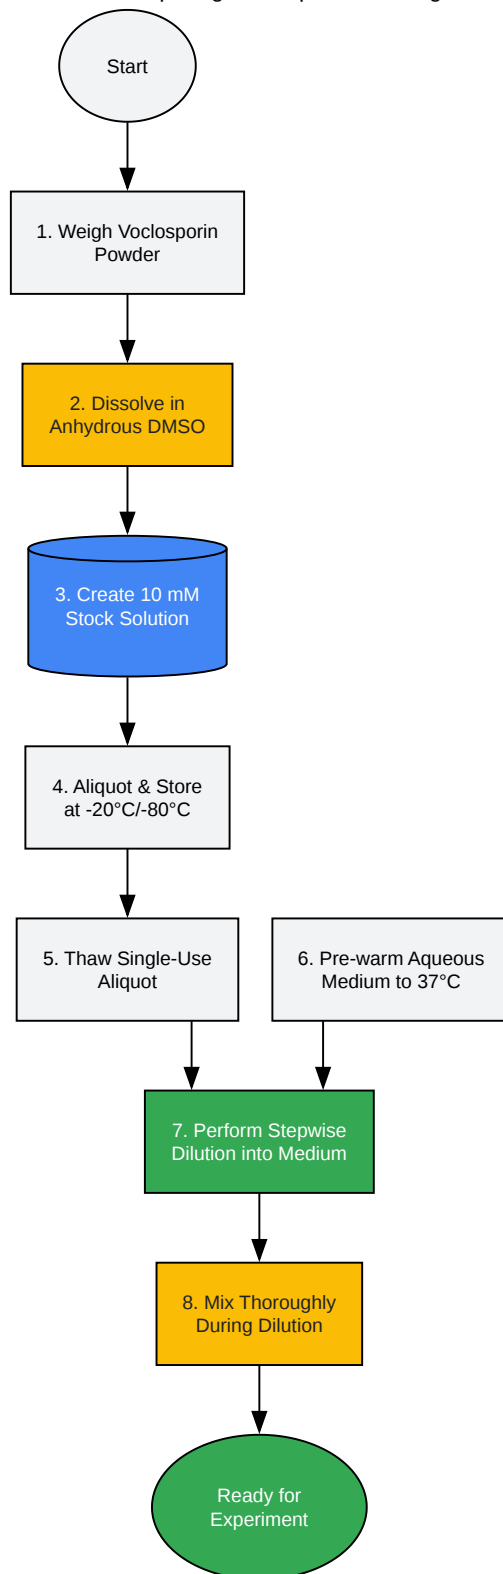 Start
1. Weigh Voclosporin
Powder
2. Dissolve in
Anhydrous DMSO
3. Create 10 mM
Stock Solution
4. Aliquot & Store
at -20°C/-80°C
5. Thaw Single-Use
Aliquot
6. Pre-warm Aqueous
Medium to 37°C
7. Perform Stepwise
Dilution into Medium
8. Mix Thoroughly
During Dilution
Ready for
Experiment